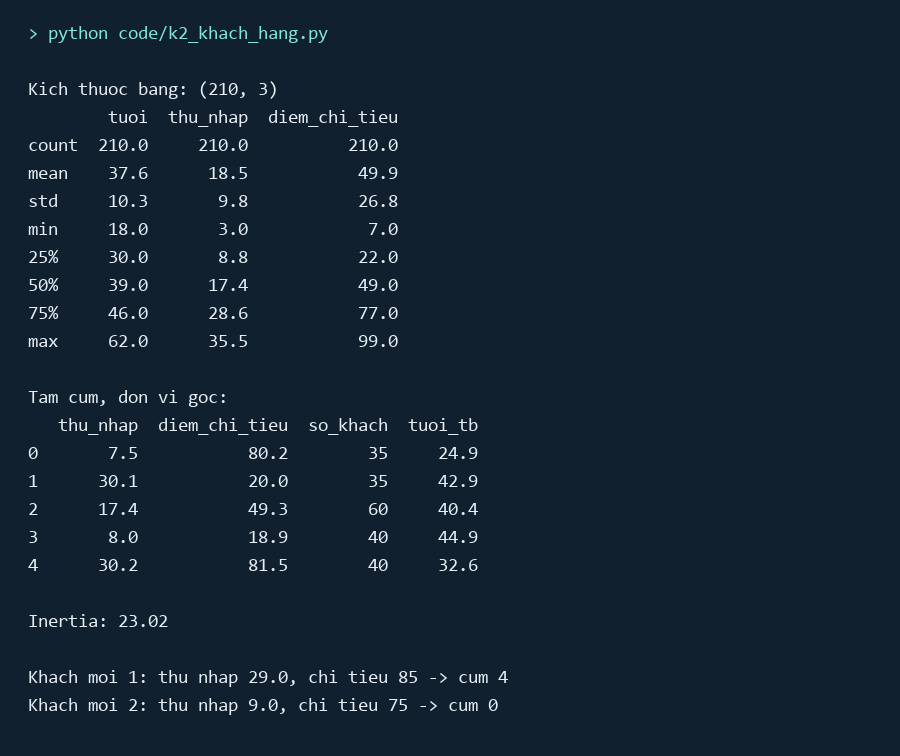 > python code/k2_khach_hang.py
Kich thuoc bang: (210, 3)
tuoi thu_nhap diem_chi_tieu
count 210.0 210.0 210.0
mean 37.6 18.5 49.9
std 10.3 9.8 26.8
min 18.0 3.0 7.0
25% 30.0 8.8 22.0
50% 39.0 17.4 49.0
75% 46.0 28.6 77.0
max 62.0 35.5 99.0
Tam cum, don vi goc:
thu_nhap diem_chi_tieu so_khach tuoi_tb
0 7.5 80.2 35 24.9
1 30.1 20.0 35 42.9
2 17.4 49.3 60 40.4
3 8.0 18.9 40 44.9
4 30.2 81.5 40 32.6
Inertia: 23.02
Khach moi 1: thu nhap 29.0, chi tieu 85 -> cum 4
Khach moi 2: thu nhap 9.0, chi tieu 75 -> cum 0